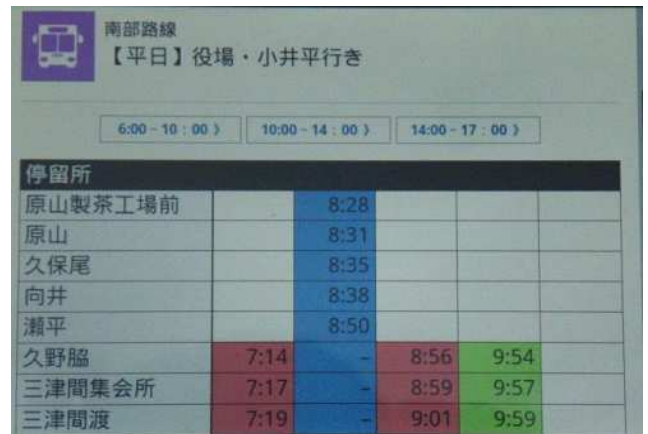 南部路線
【平日】役場・小井平行き
6:00－10：00 》 10:00－14：00 》 14:00－17：00 》
停留所
原山製茶工場前 8:28
原山 8:31
久保尾 8:35
向井 8:38
瀬平 8:50
久野脇 7:14 － 8:56 9:54
三津間集会所 7:17 － 8:59 9:57
三津間渡 7:19 － 9:01 9:59